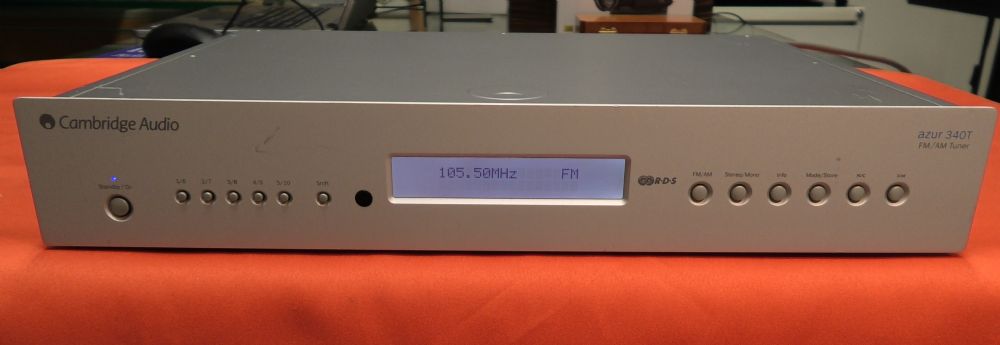 Cambridge Audio
azur 340T
FM/AM Tuner
Standby / On
1/6 2/7 3/8 4/9 5/10 Shift
105.50MHz FM
R·D·S
FM/AM Stereo/Mono Info Mode/Store